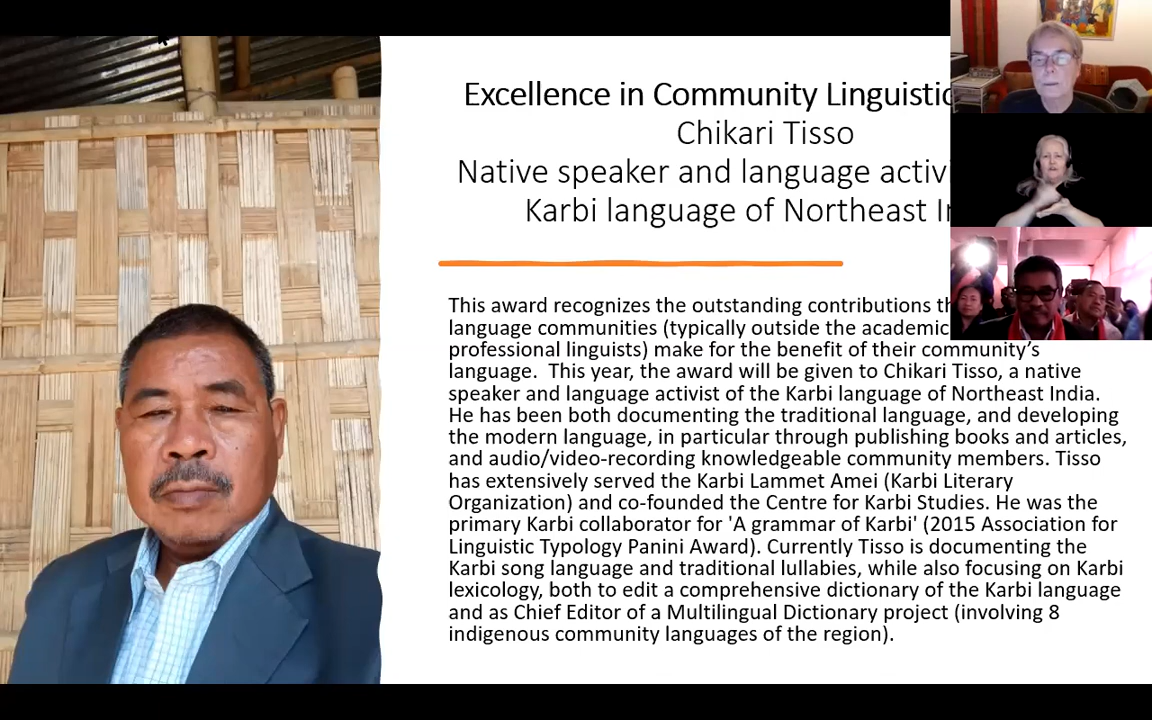 Excellence in Community Linguistic
Chikari Tisso
Native speaker and language activ
Karbi language of Northeast I
This award recognizes the outstanding contributions th
language communities (typically outside the academic
professional linguists) make for the benefit of their community’s
language.  This year, the award will be given to Chikari Tisso, a native
speaker and language activist of the Karbi language of Northeast India.
He has been both documenting the traditional language, and developing
the modern language, in particular through publishing books and articles,
and audio/video-recording knowledgeable community members. Tisso
has extensively served the Karbi Lammet Amei (Karbi Literary
Organization) and co-founded the Centre for Karbi Studies. He was the
primary Karbi collaborator for 'A grammar of Karbi' (2015 Association for
Linguistic Typology Panini Award). Currently Tisso is documenting the
Karbi song language and traditional lullabies, while also focusing on Karbi
lexicology, both to edit a comprehensive dictionary of the Karbi language
and as Chief Editor of a Multilingual Dictionary project (involving 8
indigenous community languages of the region).